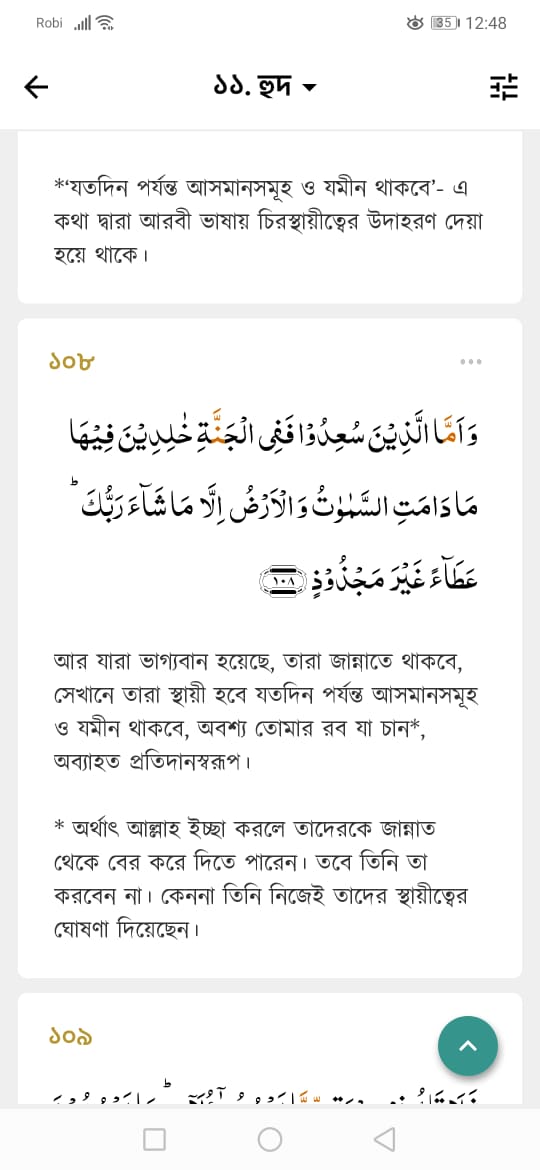 Robi 35 12:48
১১. হুদ
*‘যতদিন পর্যন্ত আসমানসমূহ ও যমীন থাকবে’- এ
কথা দ্বারা আরবী ভাষায় চিরস্থায়ীত্বের উদাহরণ দেয়া
হয়ে থাকে।
১০৮
وَاَمَّا الَّذِيْنَ سُعِدُوْا فَفِى الْجَنَّةِ خٰلِدِيْنَ فِيْهَا
مَا دَامَتِ السَّمٰوٰتُ وَالْاَرْضُ اِلَّا مَا شَآءَ رَبُّكَ ؕ
عَطَآءً غَيْرَ مَجْذُوْذٍ ١٠٨
আর যারা ভাগ্যবান হয়েছে, তারা জান্নাতে থাকবে,
সেখানে তারা স্থায়ী হবে যতদিন পর্যন্ত আসমানসমূহ
ও যমীন থাকবে, অবশ্য তোমার রব যা চান*,
অব্যাহত প্রতিদানস্বরূপ।
* অর্থাৎ আল্লাহ ইচ্ছা করলে তাদেরকে জান্নাত
থেকে বের করে দিতে পারেন। তবে তিনি তা
করবেন না। কেননা তিনি নিজেই তাদের স্থায়ীত্বের
ঘোষণা দিয়েছেন।
১০৯